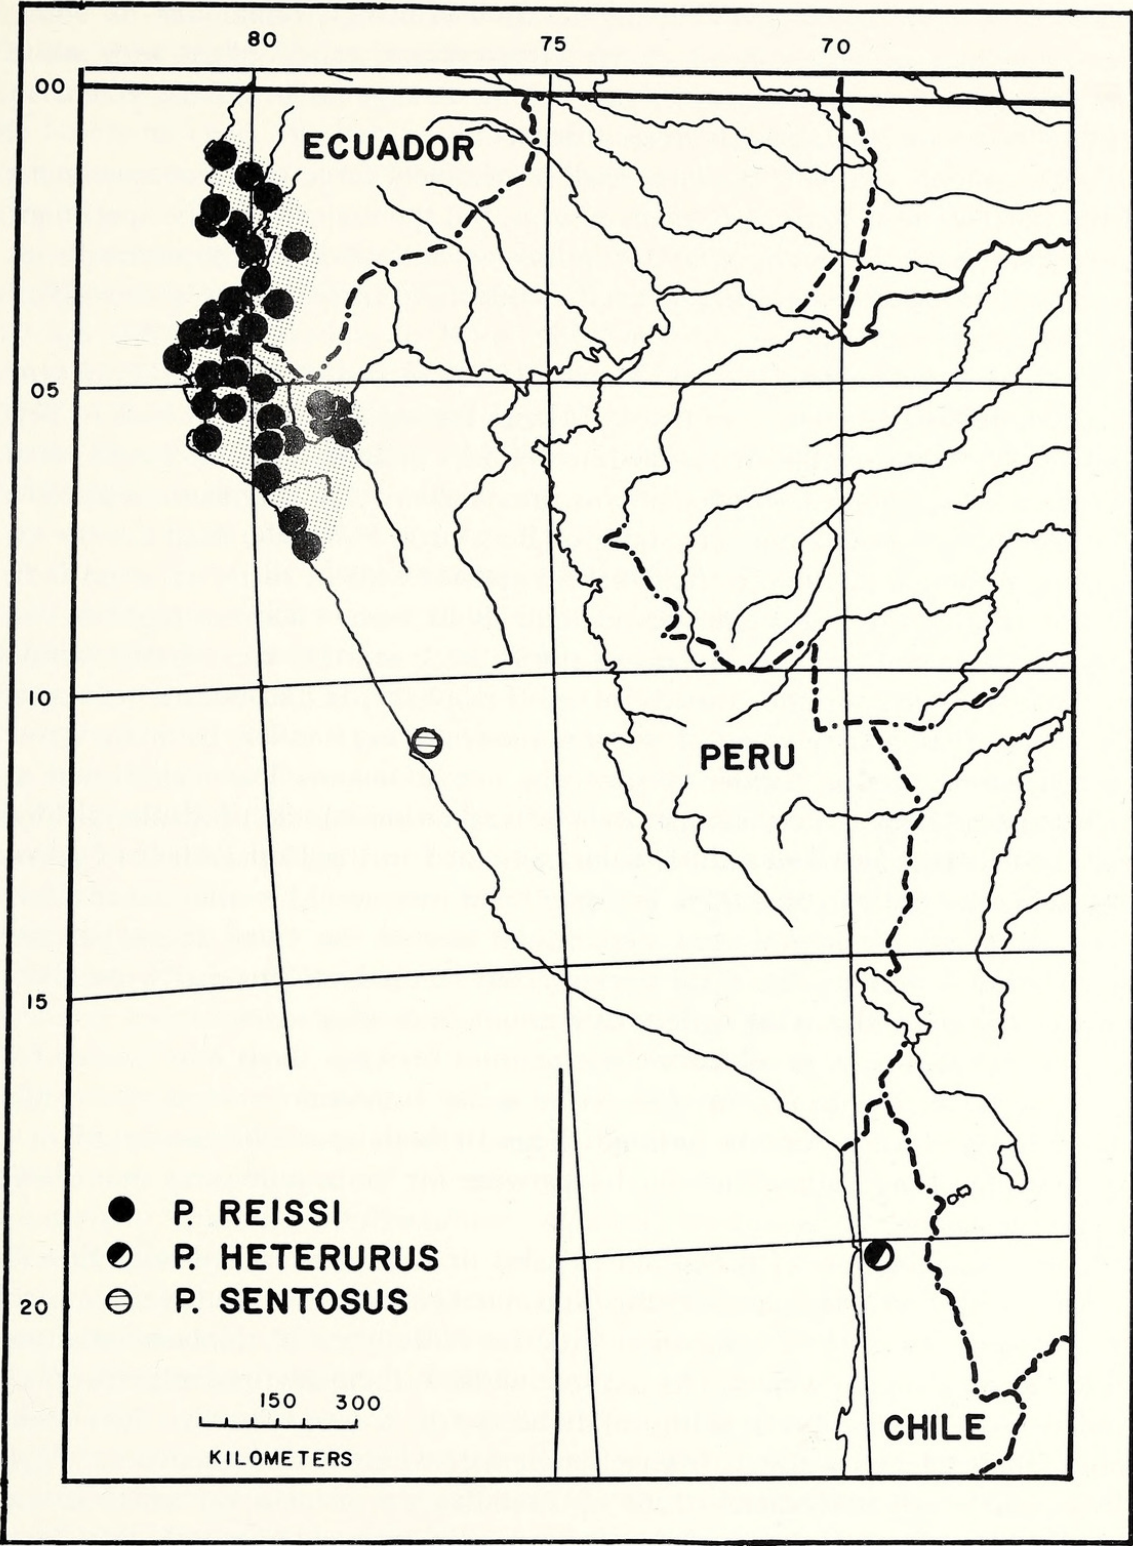 80 75 70
00
ECUADOR
05
10
PERU
15
P. REISSI
P. HETERURUS
P. SENTOSUS
20
150 300
KILOMETERS
CHILE